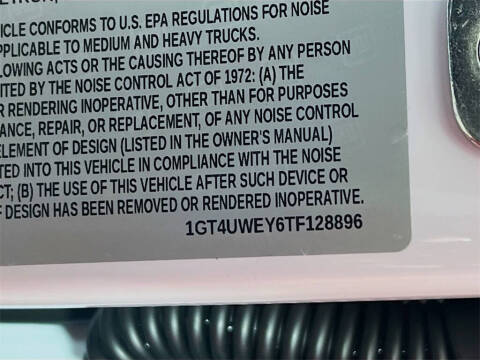 HICLE CONFORMS TO U.S. EPA REGULATIONS FOR NOISE
APPLICABLE TO MEDIUM AND HEAVY TRUCKS.
LOWING ACTS OR THE CAUSING THEREOF BY ANY PERSON
ITED BY THE NOISE CONTROL ACT OF 1972: (A) THE
R RENDERING INOPERATIVE, OTHER THAN FOR PURPOSES
ANCE, REPAIR, OR REPLACEMENT, OF ANY NOISE CONTROL
ELEMENT OF DESIGN (LISTED IN THE OWNER'S MANUAL)
TED INTO THIS VEHICLE IN COMPLIANCE WITH THE NOISE
CT; (B) THE USE OF THIS VEHICLE AFTER SUCH DEVICE OR
F DESIGN HAS BEEN REMOVED OR RENDERED INOPERATIVE.
1GT4UWEY6TF128896